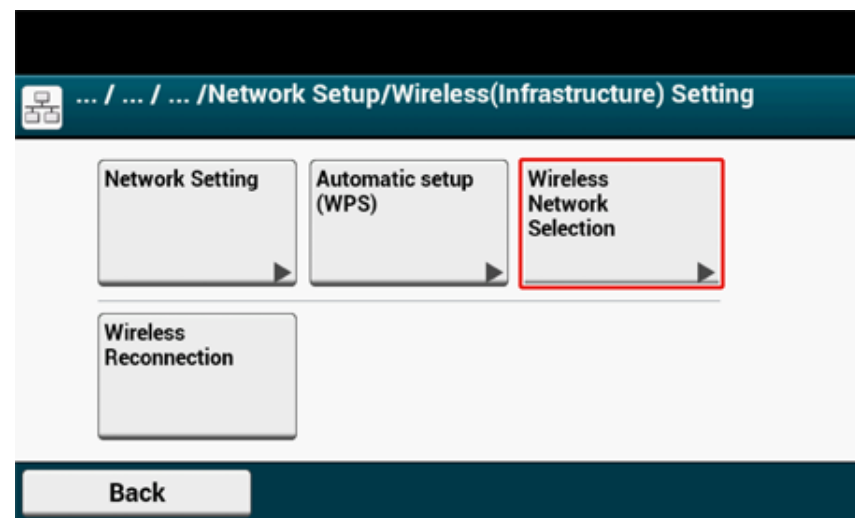 ... / ... / ... /Network Setup/Wireless(Infrastructure) Setting
Network Setting
Automatic setup
(WPS)
Wireless
Network
Selection
Wireless
Reconnection
Back